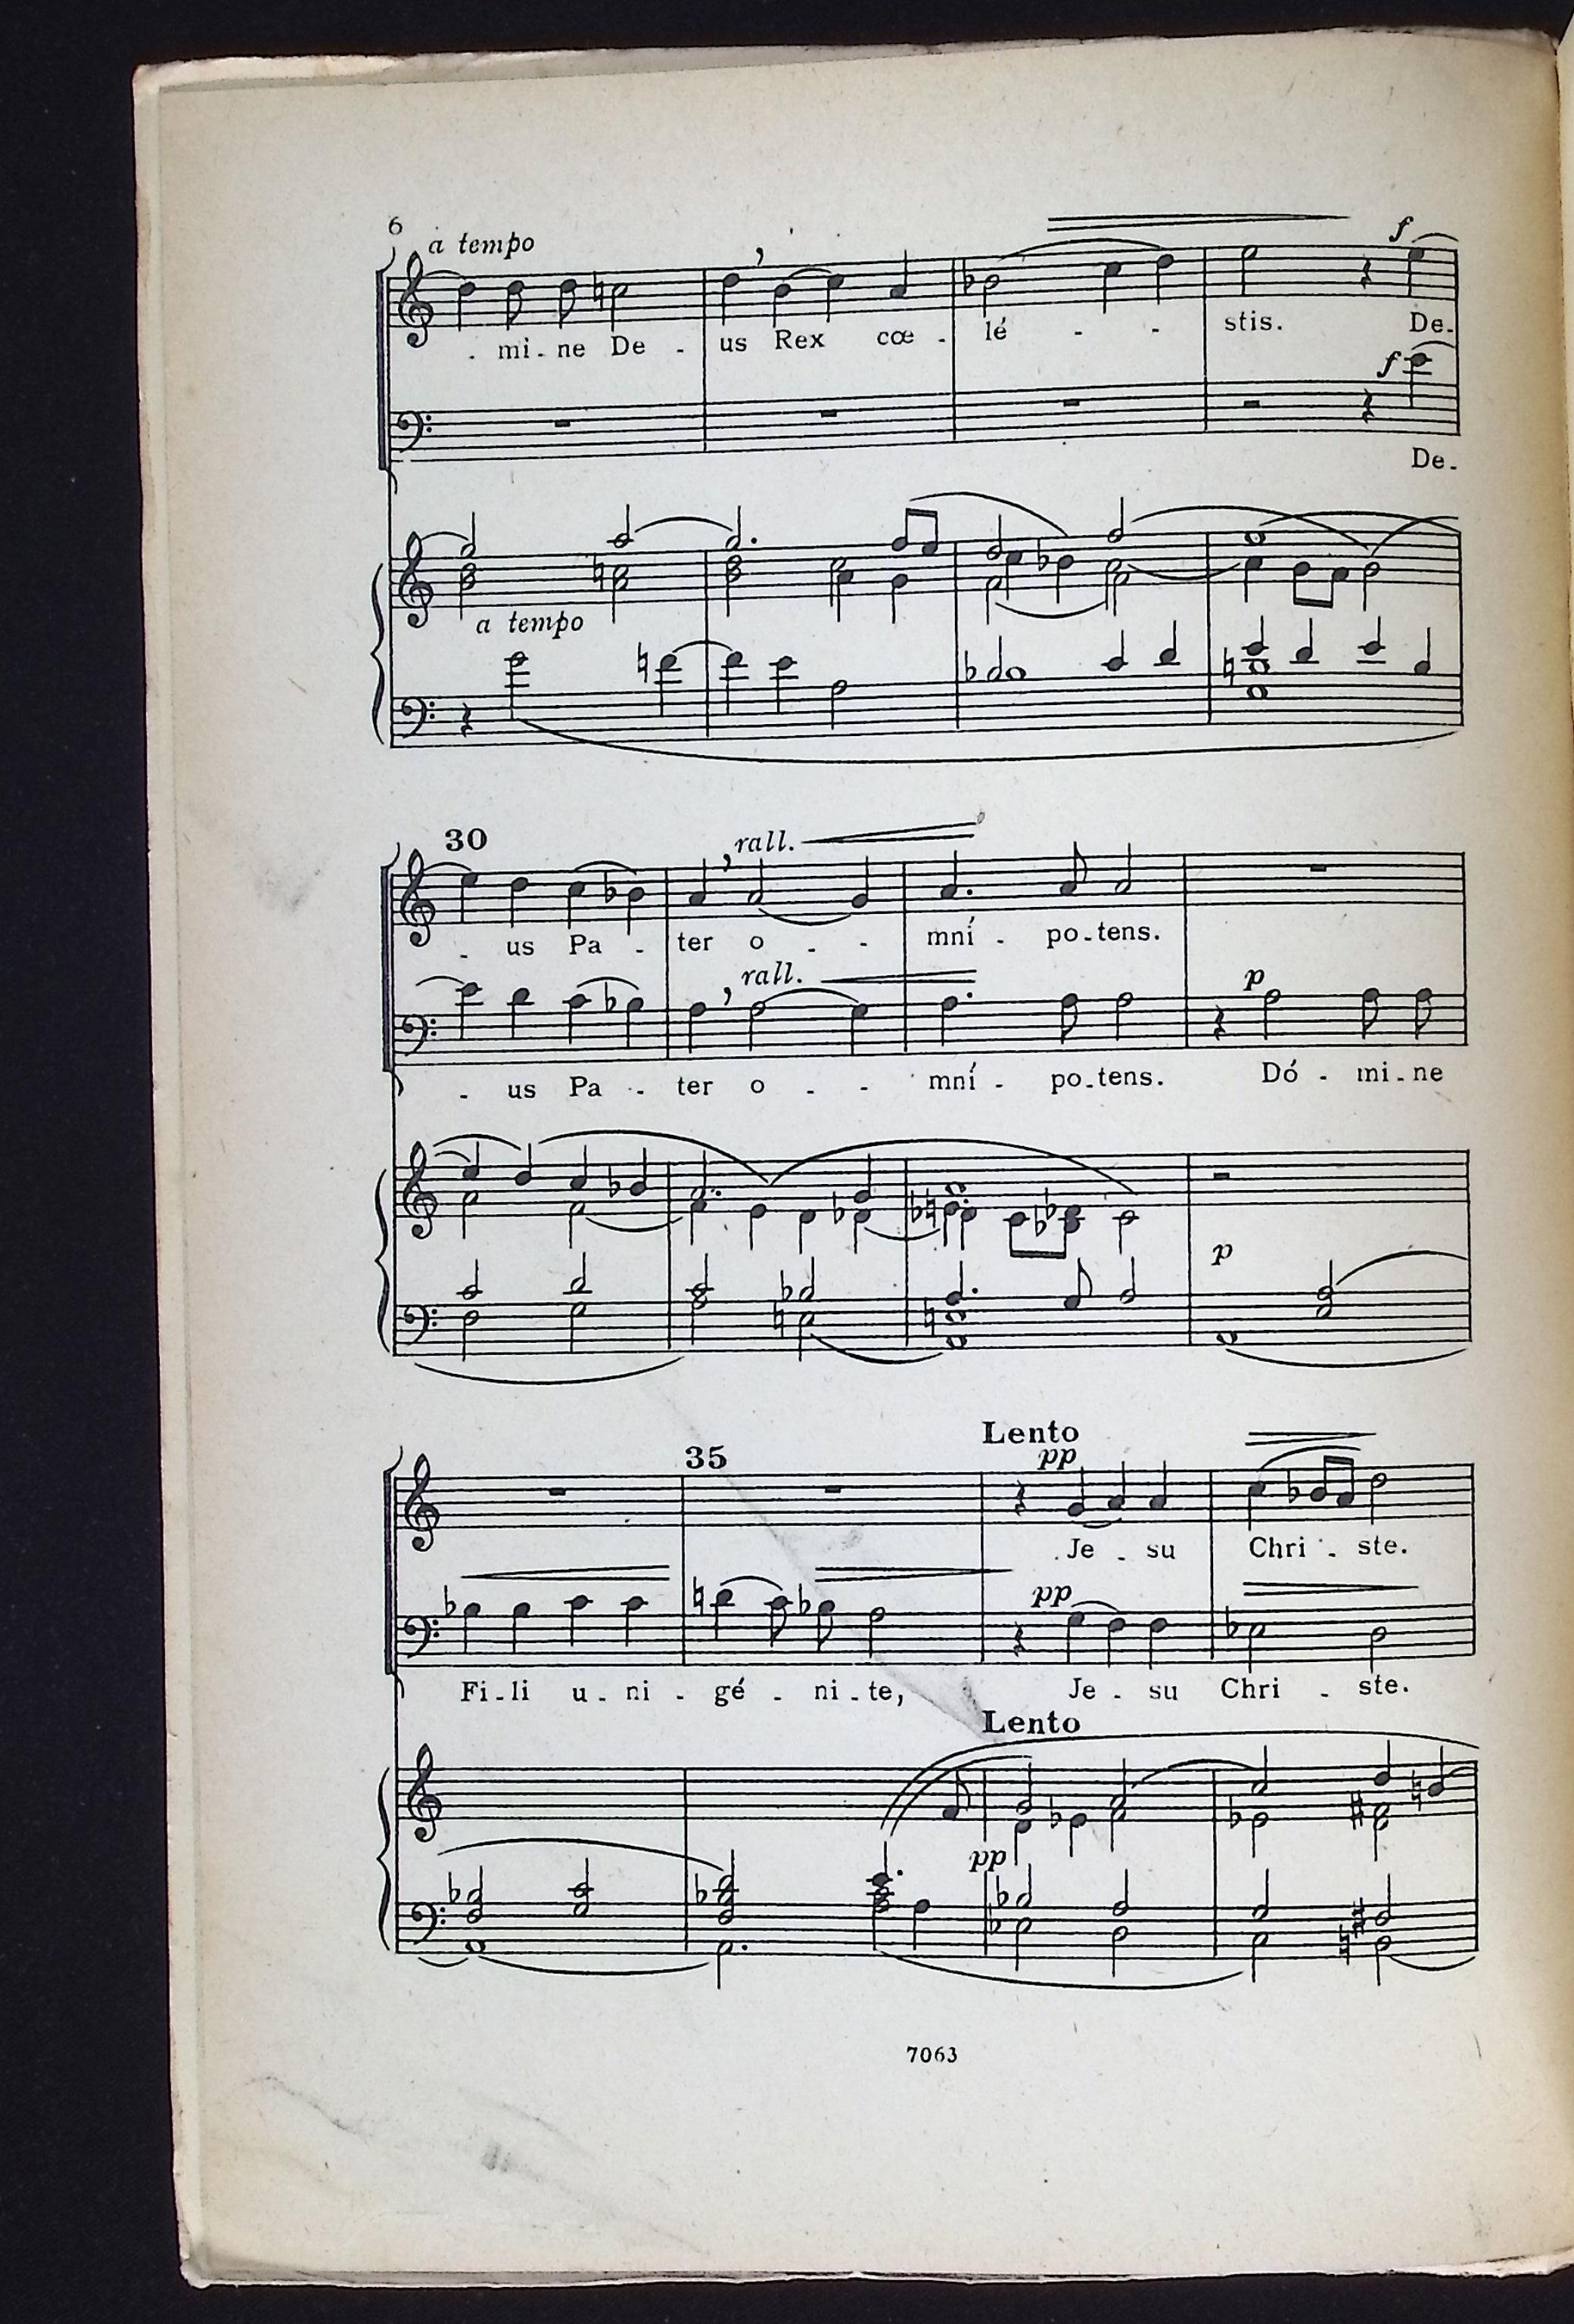 6
a tempo
f
. mi - ne De - us Rex cœ - lé - - stis. De-
f
De-
a tempo
30
rall.
- us Pa - ter o - - mní - po-tens.
rall.
p
- us Pa - ter o - - mní - po-tens. Dó - mi-ne
p
Lento
35
pp
Je - su Chri - ste.
pp
Fi-li u-ni - gé - ni-te, Je - su Chri - ste.
Lento
pp
7063